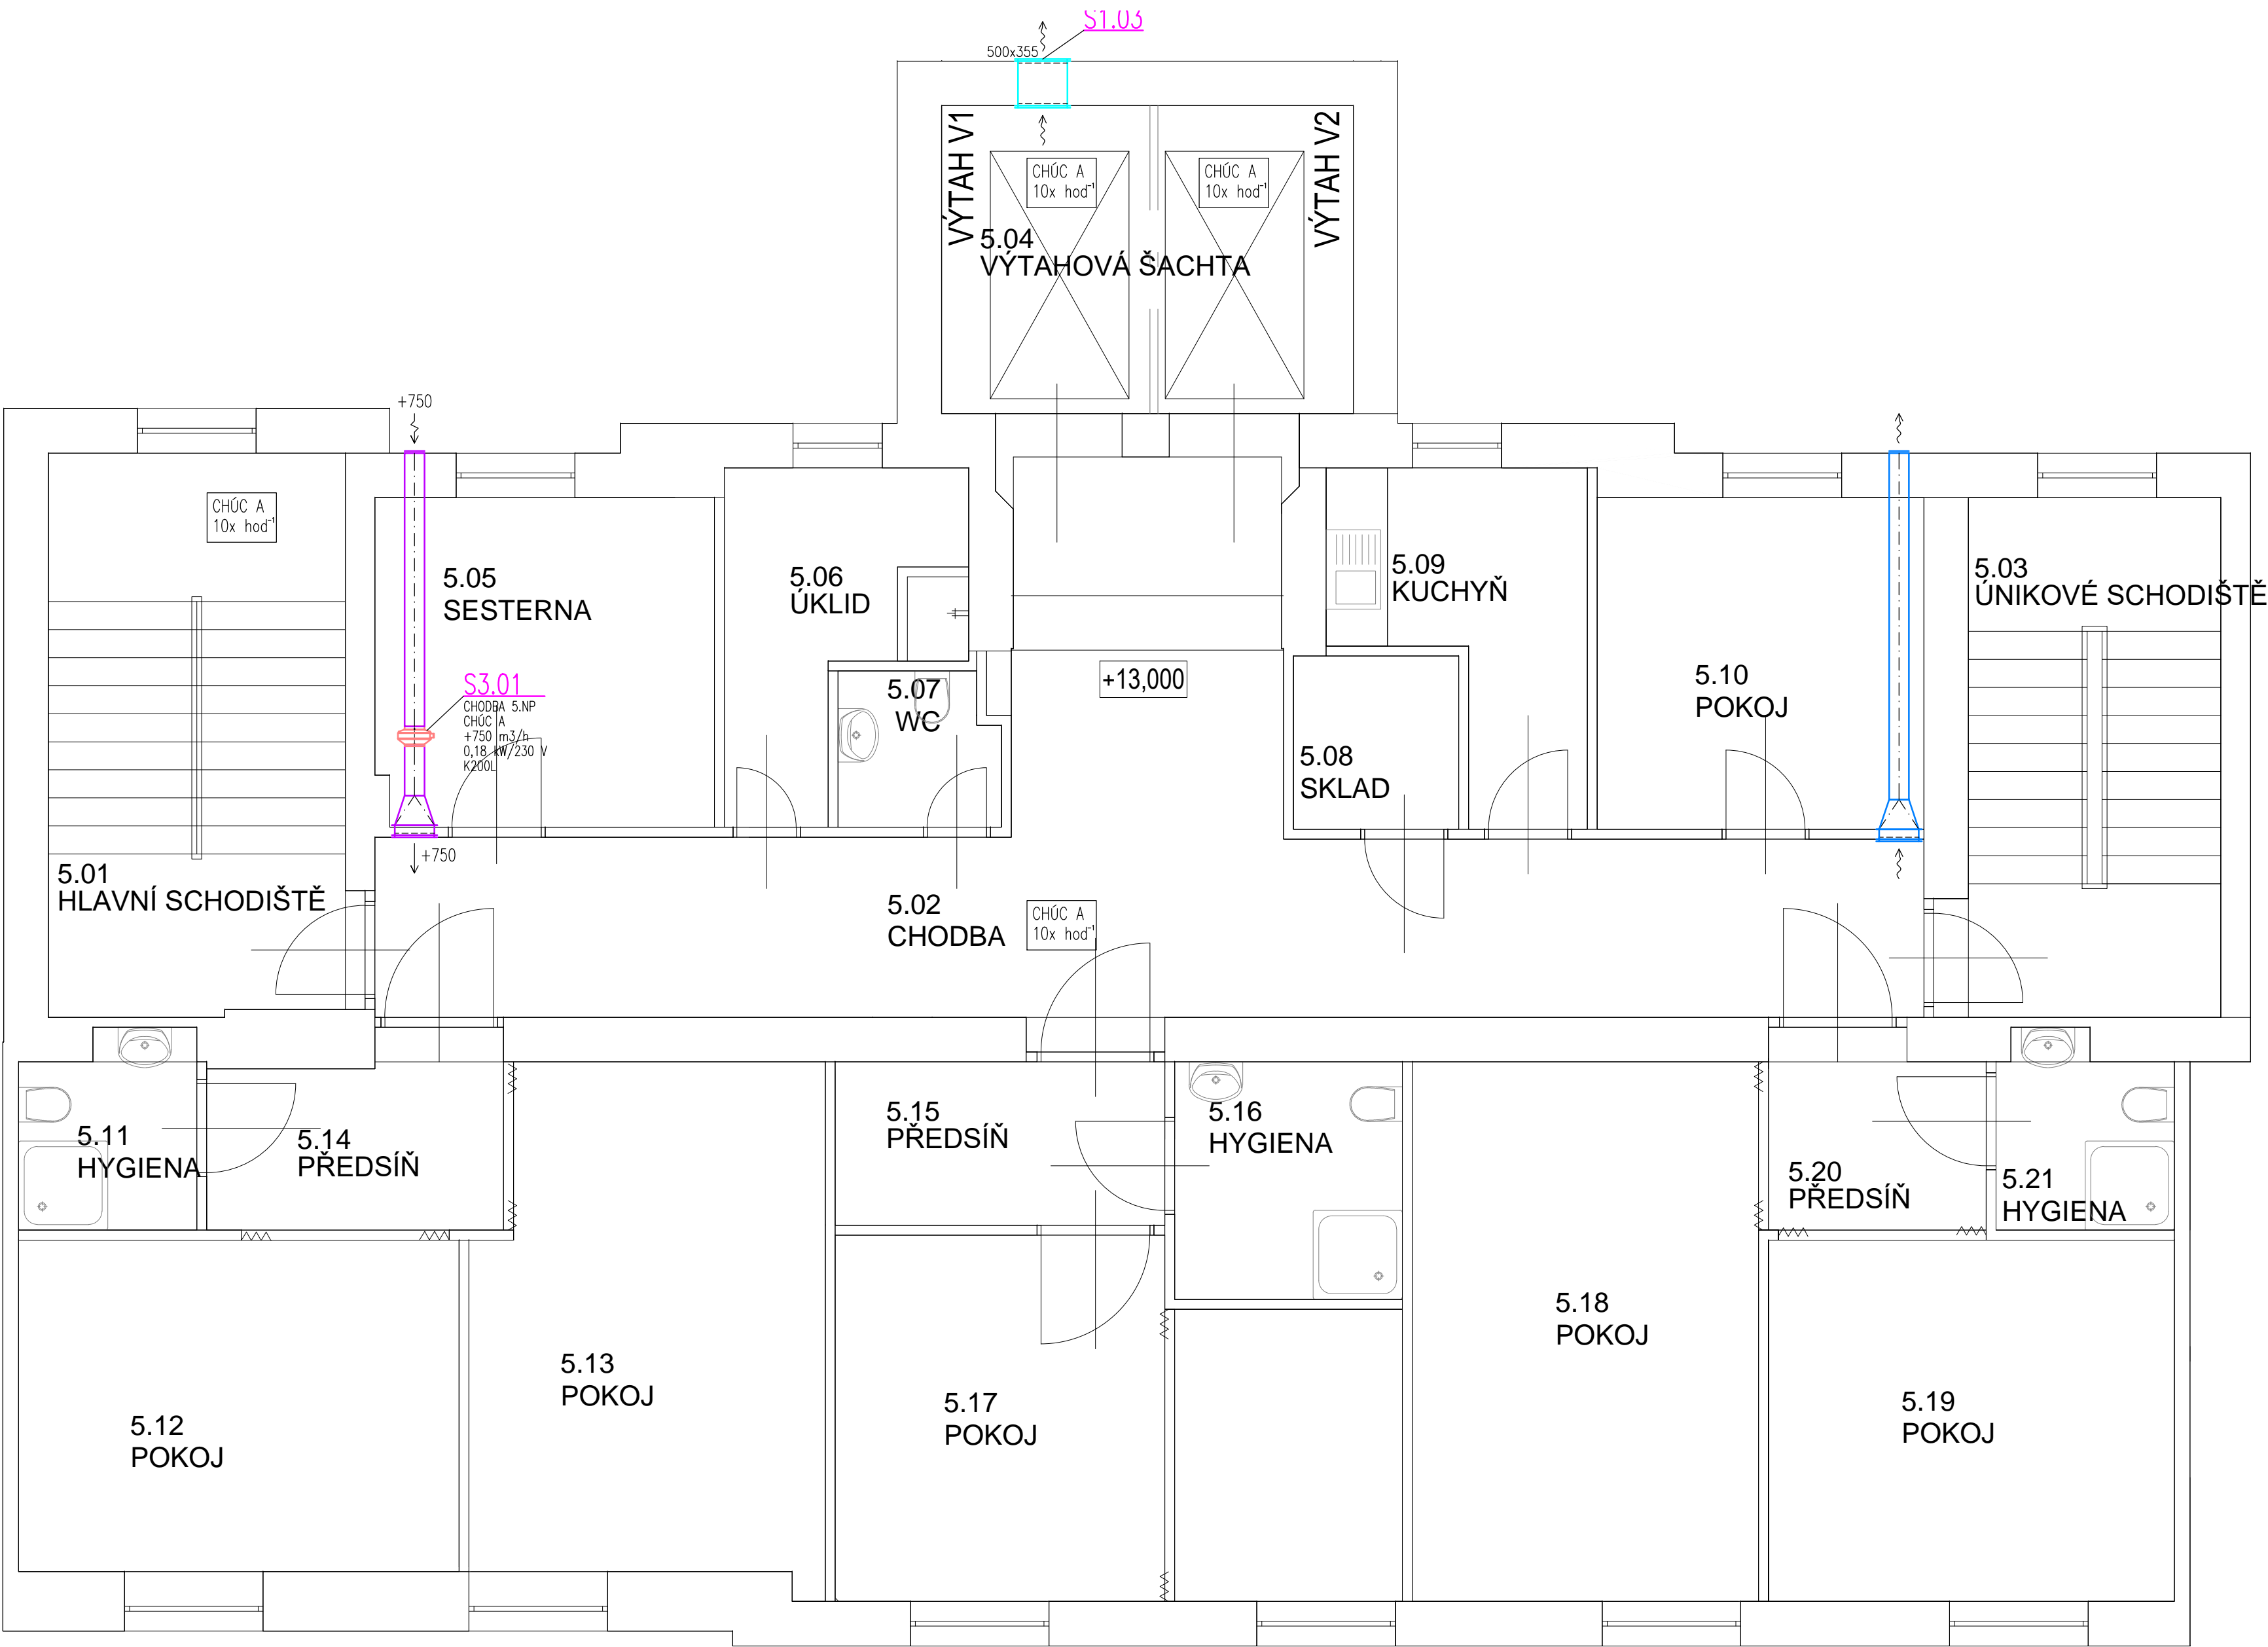 S1.03
500x355
VÝTAH V1
VÝTAH V2
CHÚC A
10x hod⁻¹
CHÚC A
10x hod⁻¹
5.04
VÝTAHOVÁ ŠACHTA
+750
CHÚC A
10x hod⁻¹
5.05
SESTERNA
5.06
ÚKLID
5.09
KUCHYŇ
5.03
ÚNIKOVÉ SCHODIŠTĚ
S3.01
CHODBA 5.NP
CHÚC A
+750 m3/h
0,18 kW/230 V
K200L
5.07
WC
+13,000
5.10
POKOJ
5.08
SKLAD
+750
5.01
HLAVNÍ SCHODIŠTĚ
5.02
CHODBA
CHÚC A
10x hod⁻¹
5.11
HYGIENA
5.14
PŘEDSÍŇ
5.15
PŘEDSÍŇ
5.16
HYGIENA
5.20
PŘEDSÍŇ
5.21
HYGIENA
5.12
POKOJ
5.13
POKOJ
5.17
POKOJ
5.18
POKOJ
5.19
POKOJ